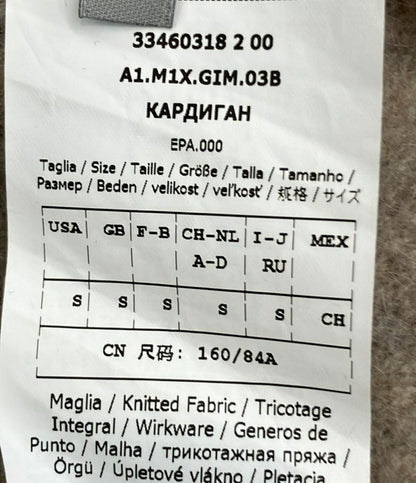 33460318 2 00
A1.M1X.GIM.03B
КАРДИГАН
EPA.000
Taglia / Size / Taille / Größe / Talla / Tamanho /
Размер / Beden / velikost / veľkosť / 规格 / サイズ
USA GB F-B CH-NL I-J MEX
A-D RU
S S S S S CH
CN 尺码: 160/84A
Maglia / Knitted Fabric / Tricotage
Integral / Wirkware / Generos de
Punto / Malha / трикотажная пряжа /
Örgü / Úpletové vlákno / Pletacia